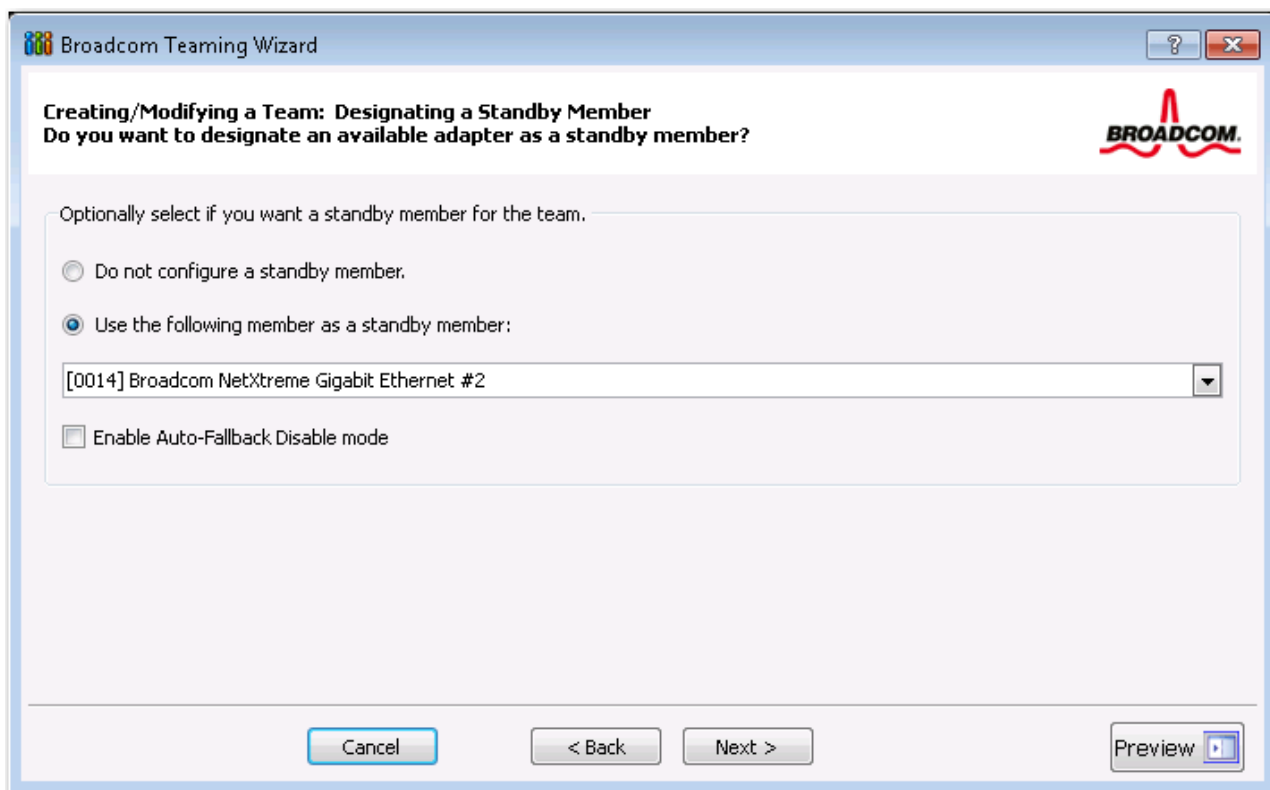 Broadcom Teaming Wizard
Creating/Modifying a Team: Designating a Standby Member
Do you want to designate an available adapter as a standby member?
BROADCOM.
Optionally select if you want a standby member for the team.
Do not configure a standby member.
Use the following member as a standby member:
[0014] Broadcom NetXtreme Gigabit Ethernet #2
Enable Auto-Fallback Disable mode
Cancel
< Back
Next >
Preview